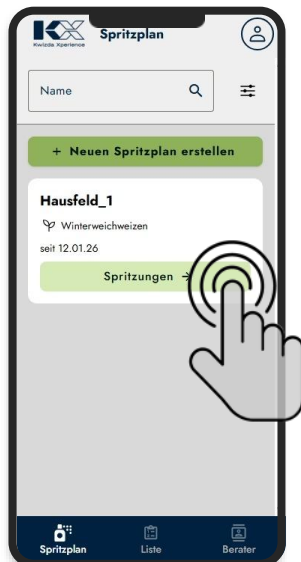 KX
Kwizda Xperience
Spritzplan
Name
+ Neuen Spritzplan erstellen
Hausfeld_1
Winterweichweizen
seit 12.01.26
Spritzungen →
Spritzplan
Liste
Berater